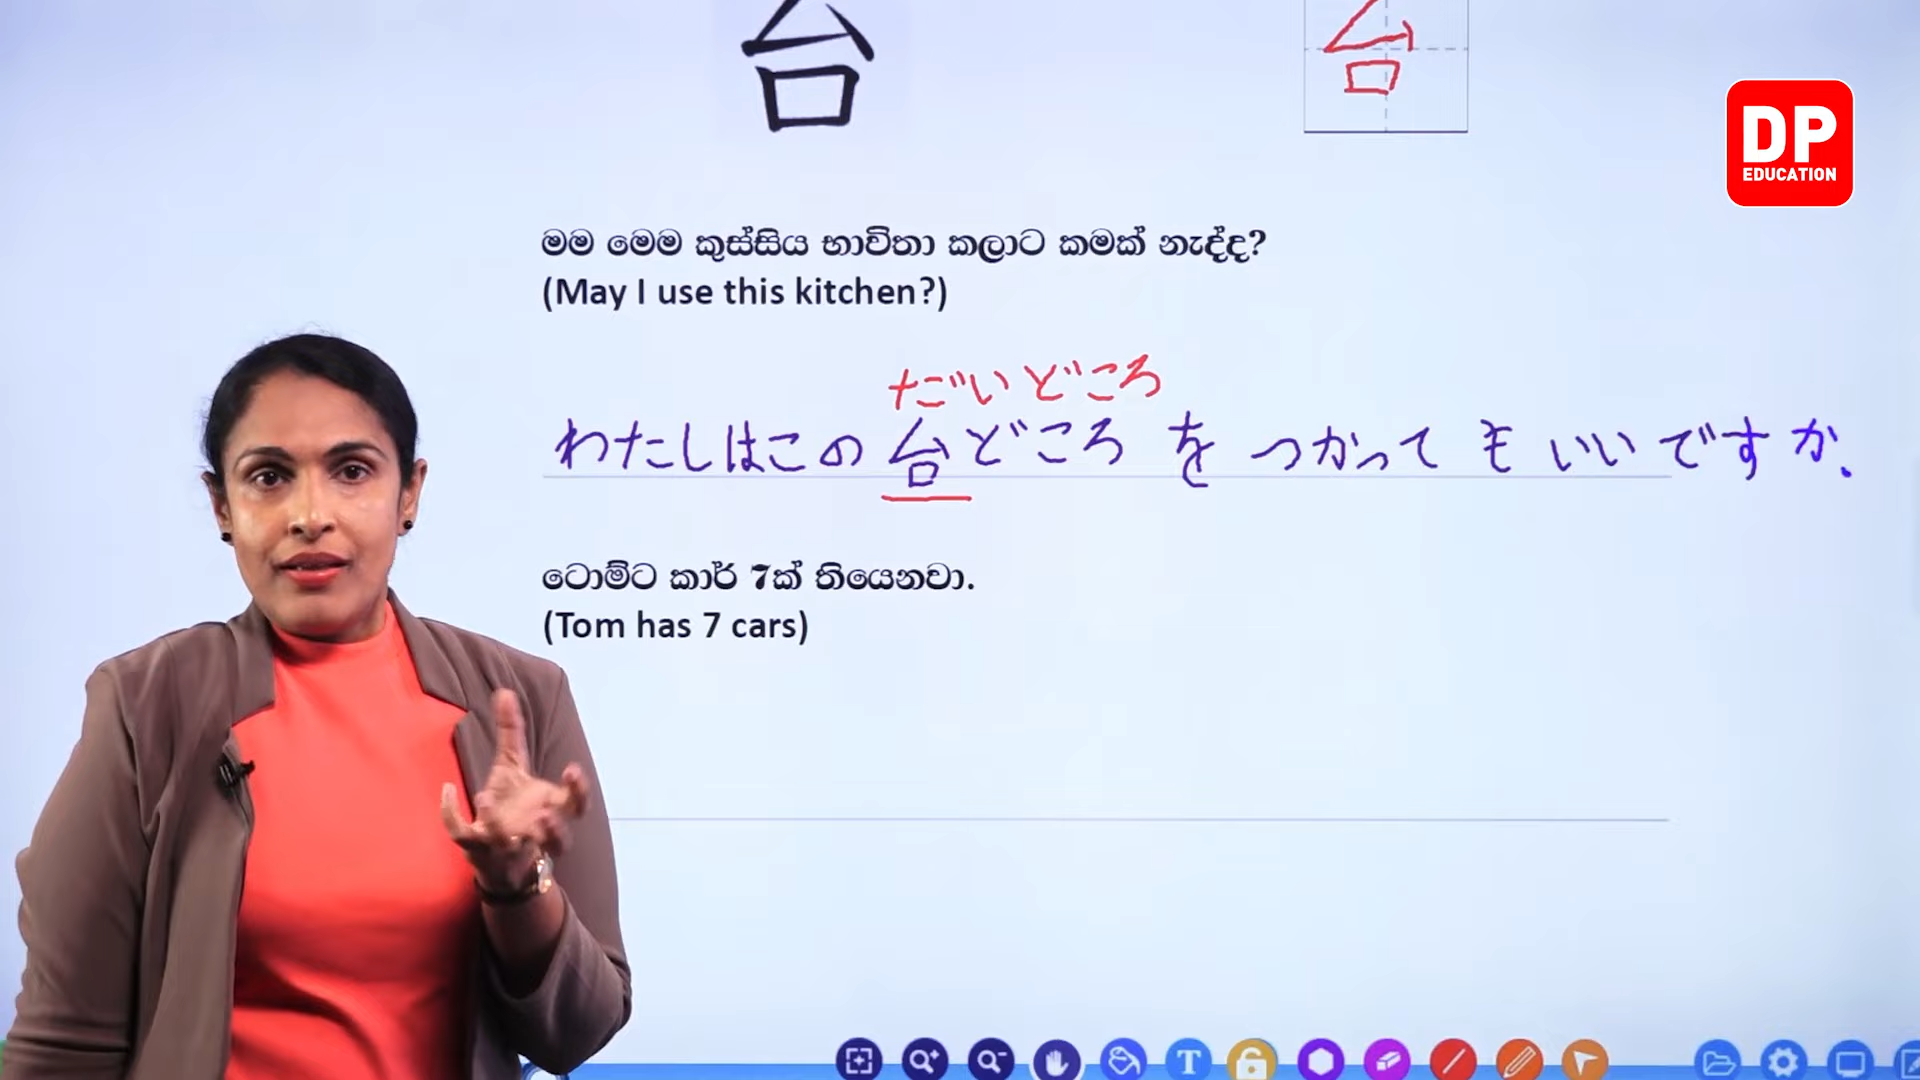 台
台
DP
EDUCATION
මම මෙම කුස්සිය භාවිතා කලාට කමක් නැද්ද?
(May I use this kitchen?)
だいどころ
わたしはこの台どころをつかってもいいですか、
ටොම්ට කාර් 7ක් තියෙනවා.
(Tom has 7 cars)
T